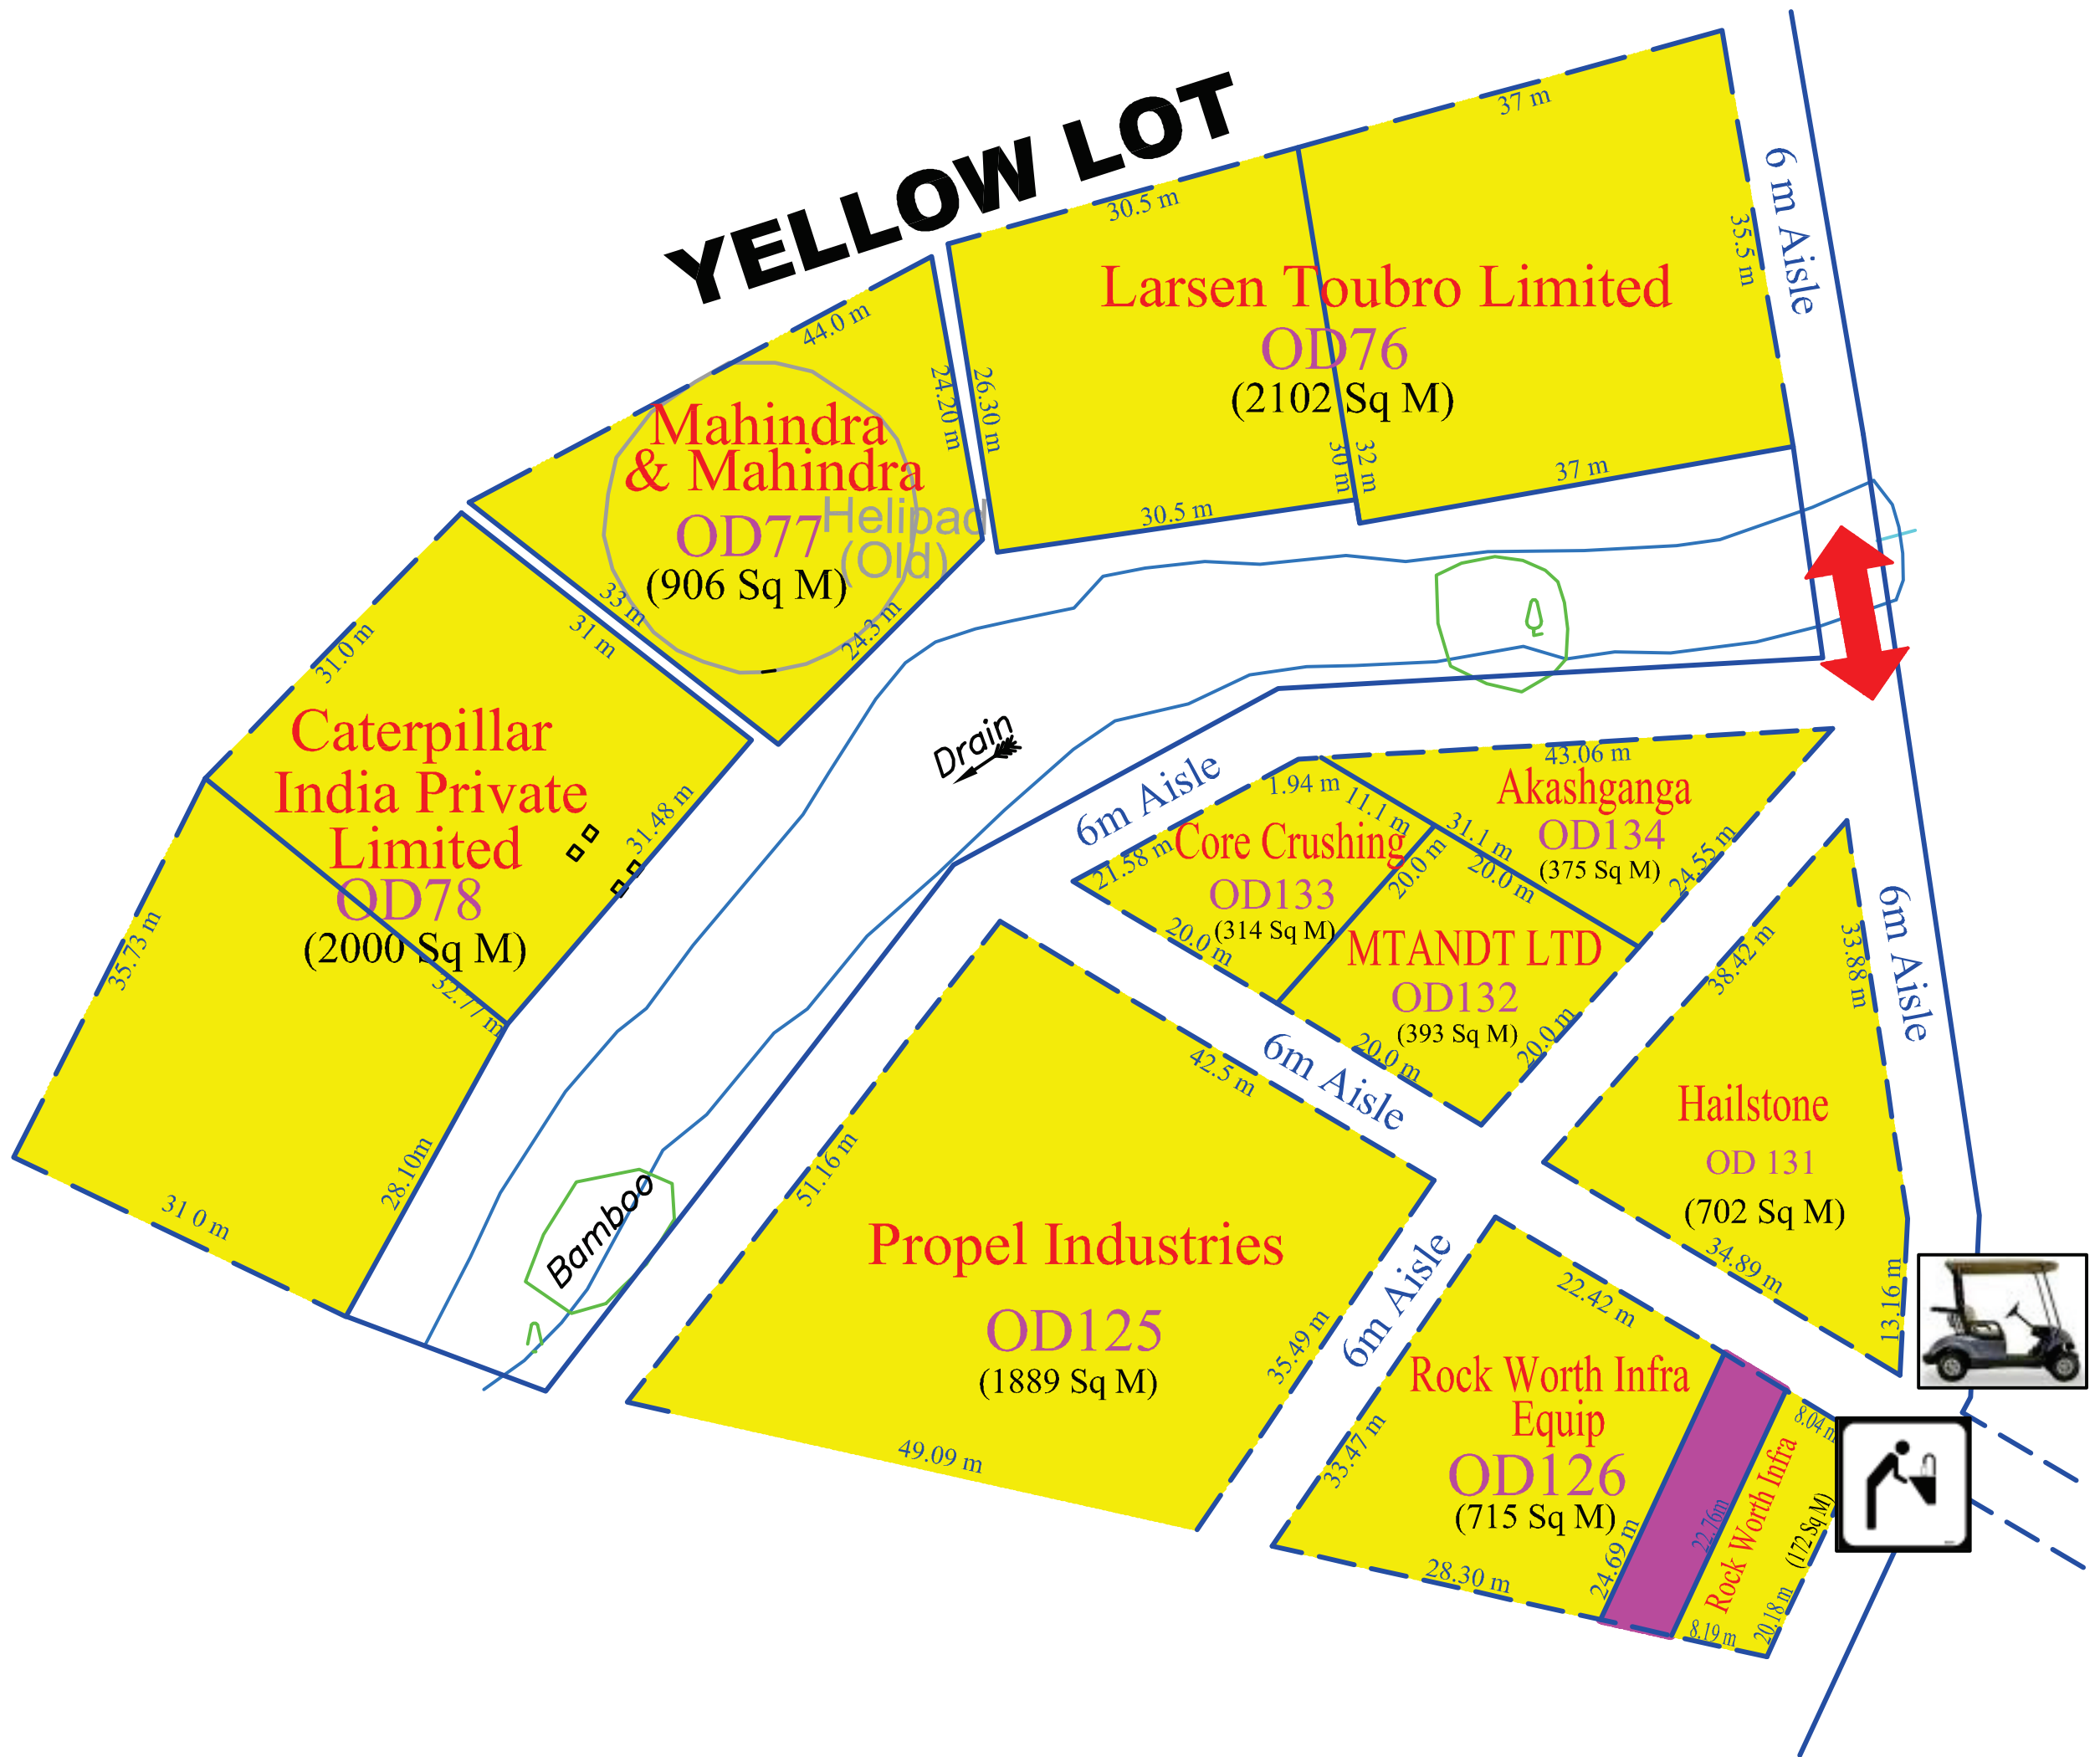 YELLOW LOT
37 m
30.5 m
6 m Aisle
35.5 m
Larsen Toubro Limited
OD76
(2102 Sq M)
26.30 m
30 m
32 m
30.5 m
37 m
44.0 m
24.20 m
Mahindra
& Mahindra
OD77
(906 Sq M)
Helipad
(Old)
33 m
24.3 m
31.0 m
31 m
Caterpillar
India Private
Limited
OD78
(2000 Sq M)
31.48 m
35.73 m
32.77 m
28.10m
31 0 m
Drain
Bamboo
6m Aisle
43.06 m
1.94 m
11.1 m
31.1 m
Akashganga
OD134
(375 Sq M)
24.55 m
21.58 m
Core Crushing
OD133
(314 Sq M)
20.0 m
20.0 m
20.0 m
MTANDT LTD
OD132
(393 Sq M)
20.0 m
20.0 m
6m Aisle
6m Aisle
38.42 m
33.88 m
Hailstone
OD 131
(702 Sq M)
34.89 m
13.16 m
42.5 m
51.16 m
Propel Industries
OD125
(1889 Sq M)
35.49 m
49.09 m
6m Aisle
22.42 m
Rock Worth Infra
Equip
OD126
(715 Sq M)
33.47 m
28.30 m
24.69 m
22.76m
8.04 m
Rock Worth Infra
(172 Sq M)
8.19 m
20.18 m